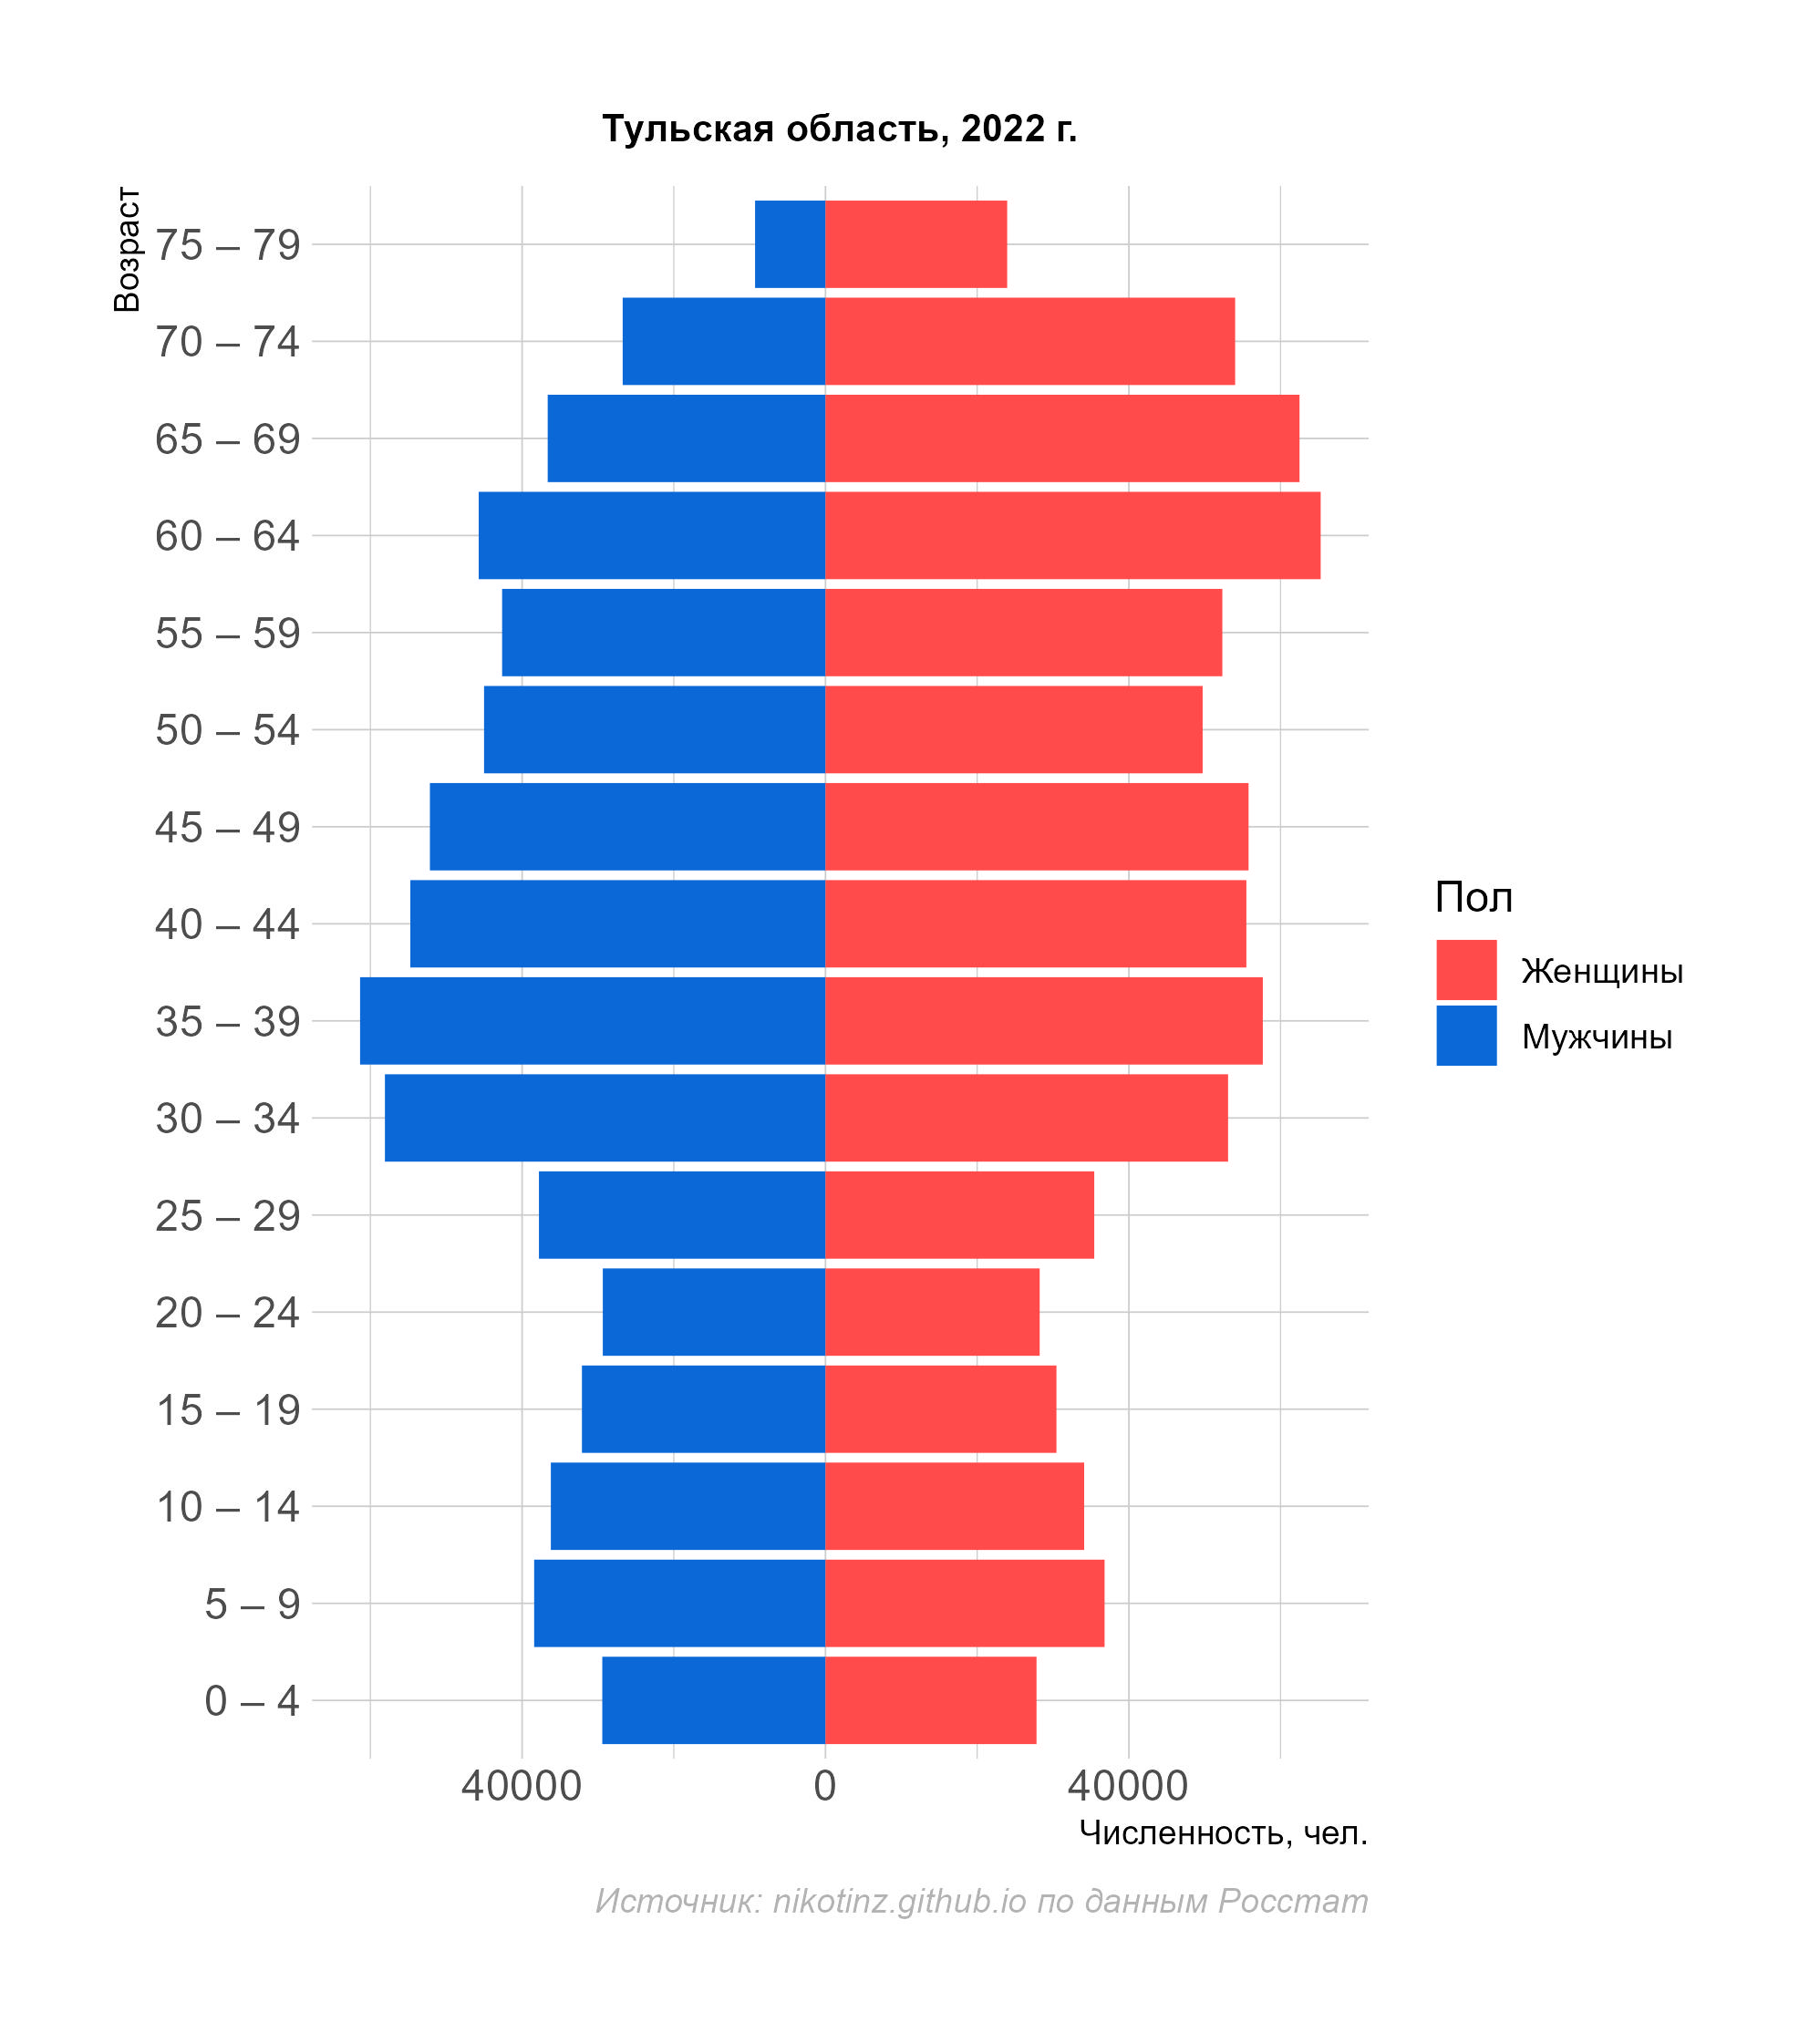 Тульская область, 2022 г.
Возраст
75 – 79
70 – 74
65 – 69
60 – 64
55 – 59
50 – 54
45 – 49
40 – 44
35 – 39
30 – 34
25 – 29
20 – 24
15 – 19
10 – 14
5 – 9
0 – 4
40000 0 40000
Численность, чел.
Пол
Женщины
Мужчины
Источник: nikotinz.github.io по данным Росстат